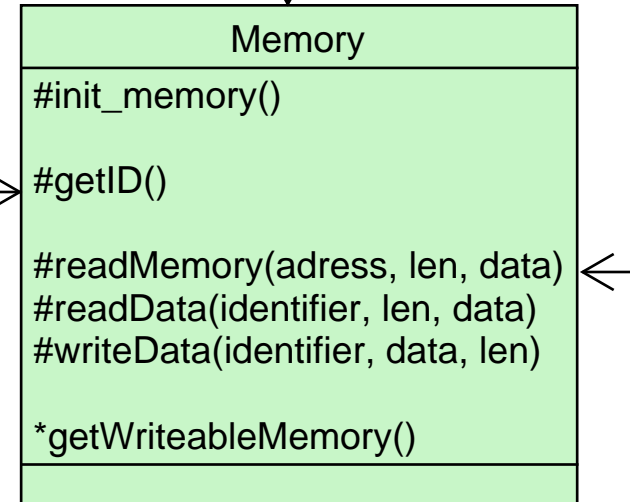 Memory
#init_memory()
#getID()
#readMemory(adress, len, data)
#readData(identifier, len, data)
#writeData(identifier, data, len)
*getWriteableMemory()